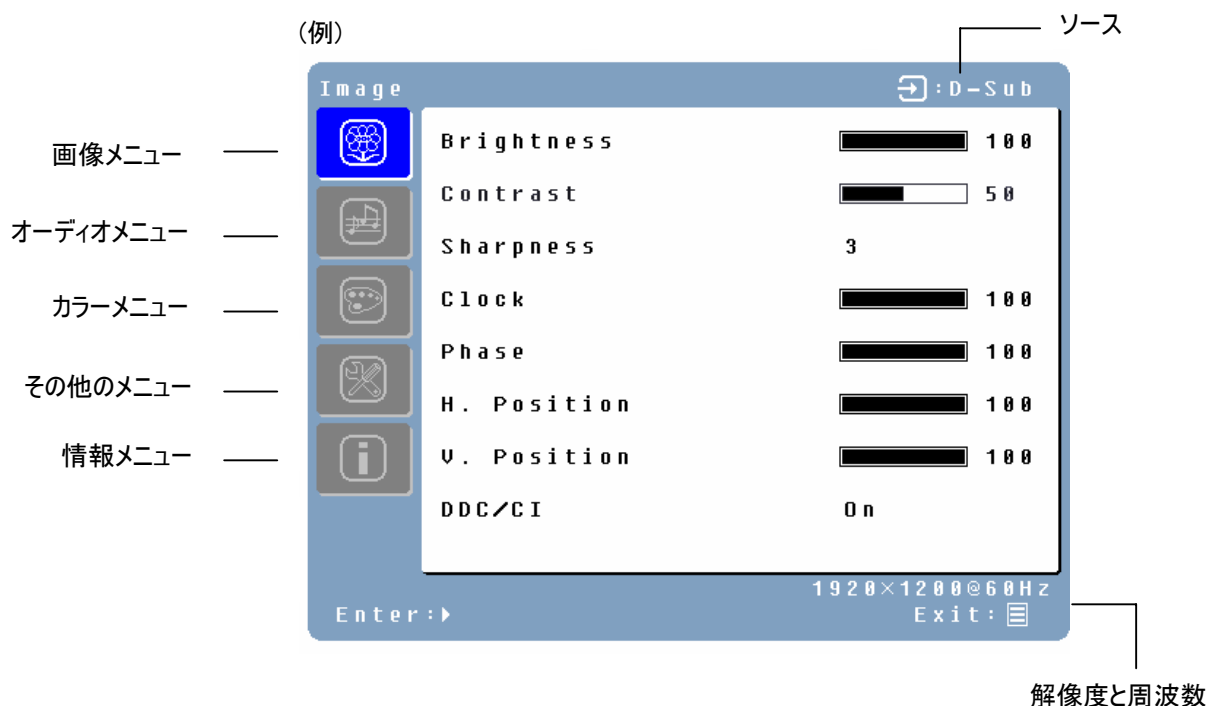 (例)
ソース
Image
:D-Sub
画像メニュー
Brightness 100
Contrast 50
オーディオメニュー
Sharpness 3
カラーメニュー
Clock 100
Phase 100
その他のメニュー
H. Position 100
情報メニュー
V. Position 100
DDC/CI On
1920×1200@60Hz
Enter:
Exit:
解像度と周波数